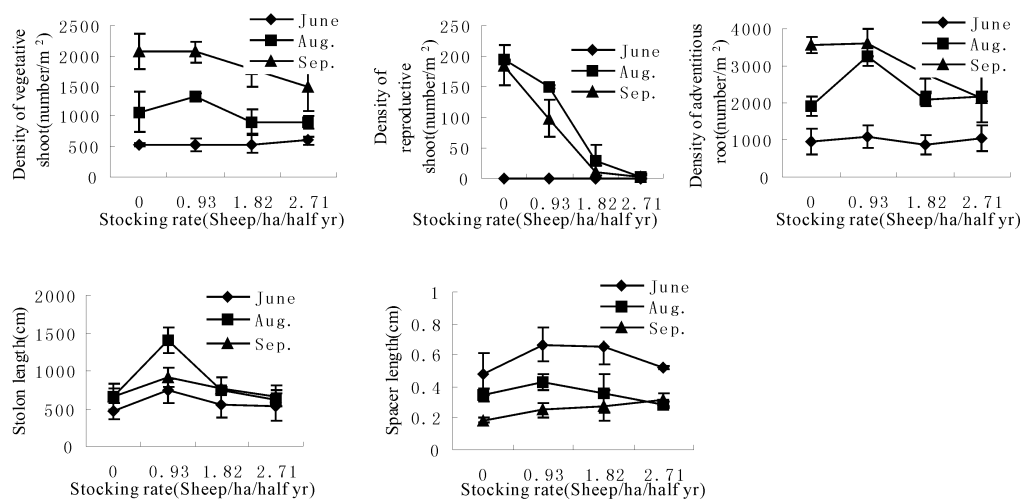 Density of vegetative
shoot(number/m²)
2500
2000
1500
1000
500
0
June
Aug.
Sep.
0 0.93 1.82 2.71
Stocking rate(Sheep/ha/half yr)
Density of
reproductive
shoot(number/m²)
250
200
150
100
50
0
June
Aug.
Sep.
0 0.93 1.82 2.71
Stocking rate(Sheep/ha/half yr)
Density of adventitious
root(number/m²)
4000
3000
2000
1000
0
June
Aug.
Sep.
0 0.93 1.82 2.71
Stocking rate(Sheep/ha/half yr)
Stolon length(cm)
2000
1500
1000
500
0
June
Aug.
Sep.
0 0.93 1.82 2.71
Stocking rate(Sheep/ha/half yr)
Spacer length(cm)
1
0.8
0.6
0.4
0.2
0
June
Aug.
Sep.
0 0.93 1.82 2.71
Stocking rate(Sheep/ha/half yr)